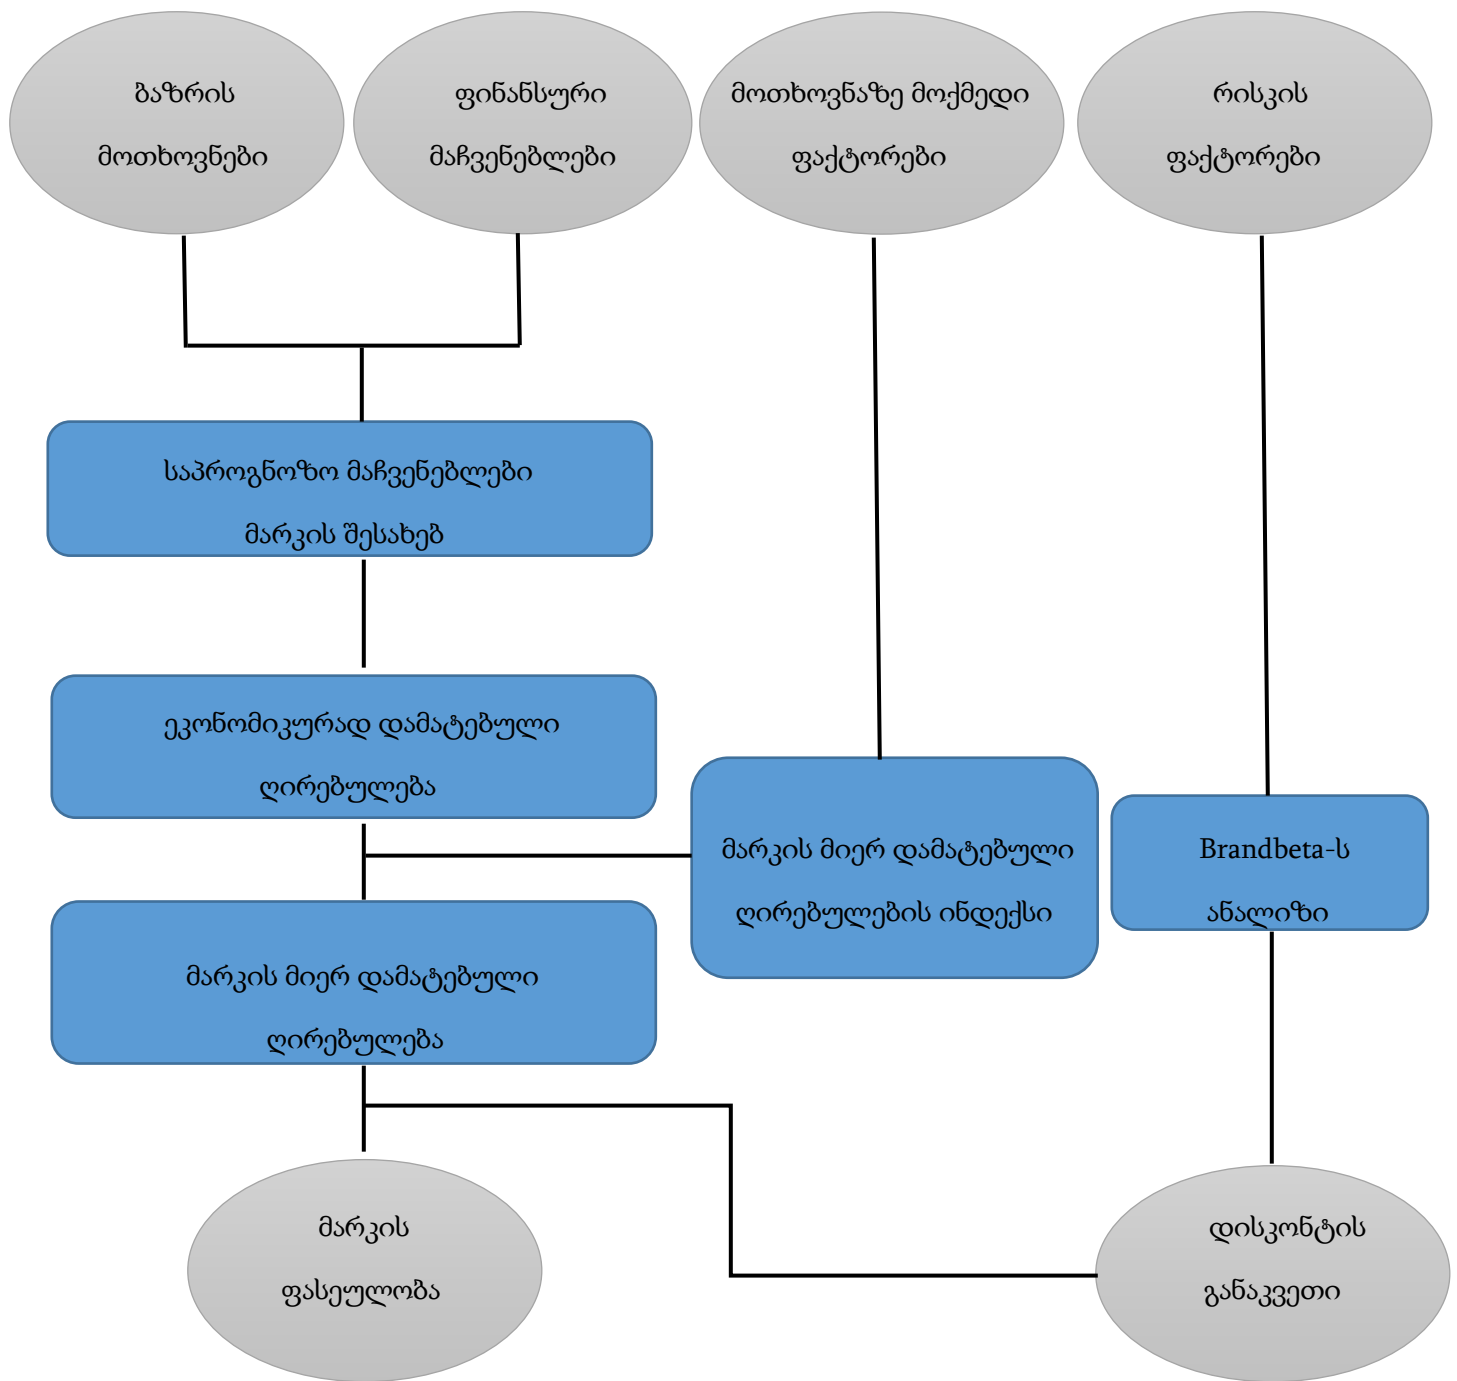 ბაზრის
მოთხოვნები
ფინანსური
მაჩვენებლები
მოთხოვნაზე მოქმედი
ფაქტორები
რისკის
ფაქტორები
საპროგნოზო მაჩვენებლები
მარკის შესახებ
ეკონომიკურად დამატებული
ღირებულება
მარკის მიერ დამატებული
ღირებულების ინდექსი
Brandbeta-ს
ანალიზი
მარკის მიერ დამატებული
ღირებულება
მარკის
ფასეულობა
დისკონტის
განაკვეთი